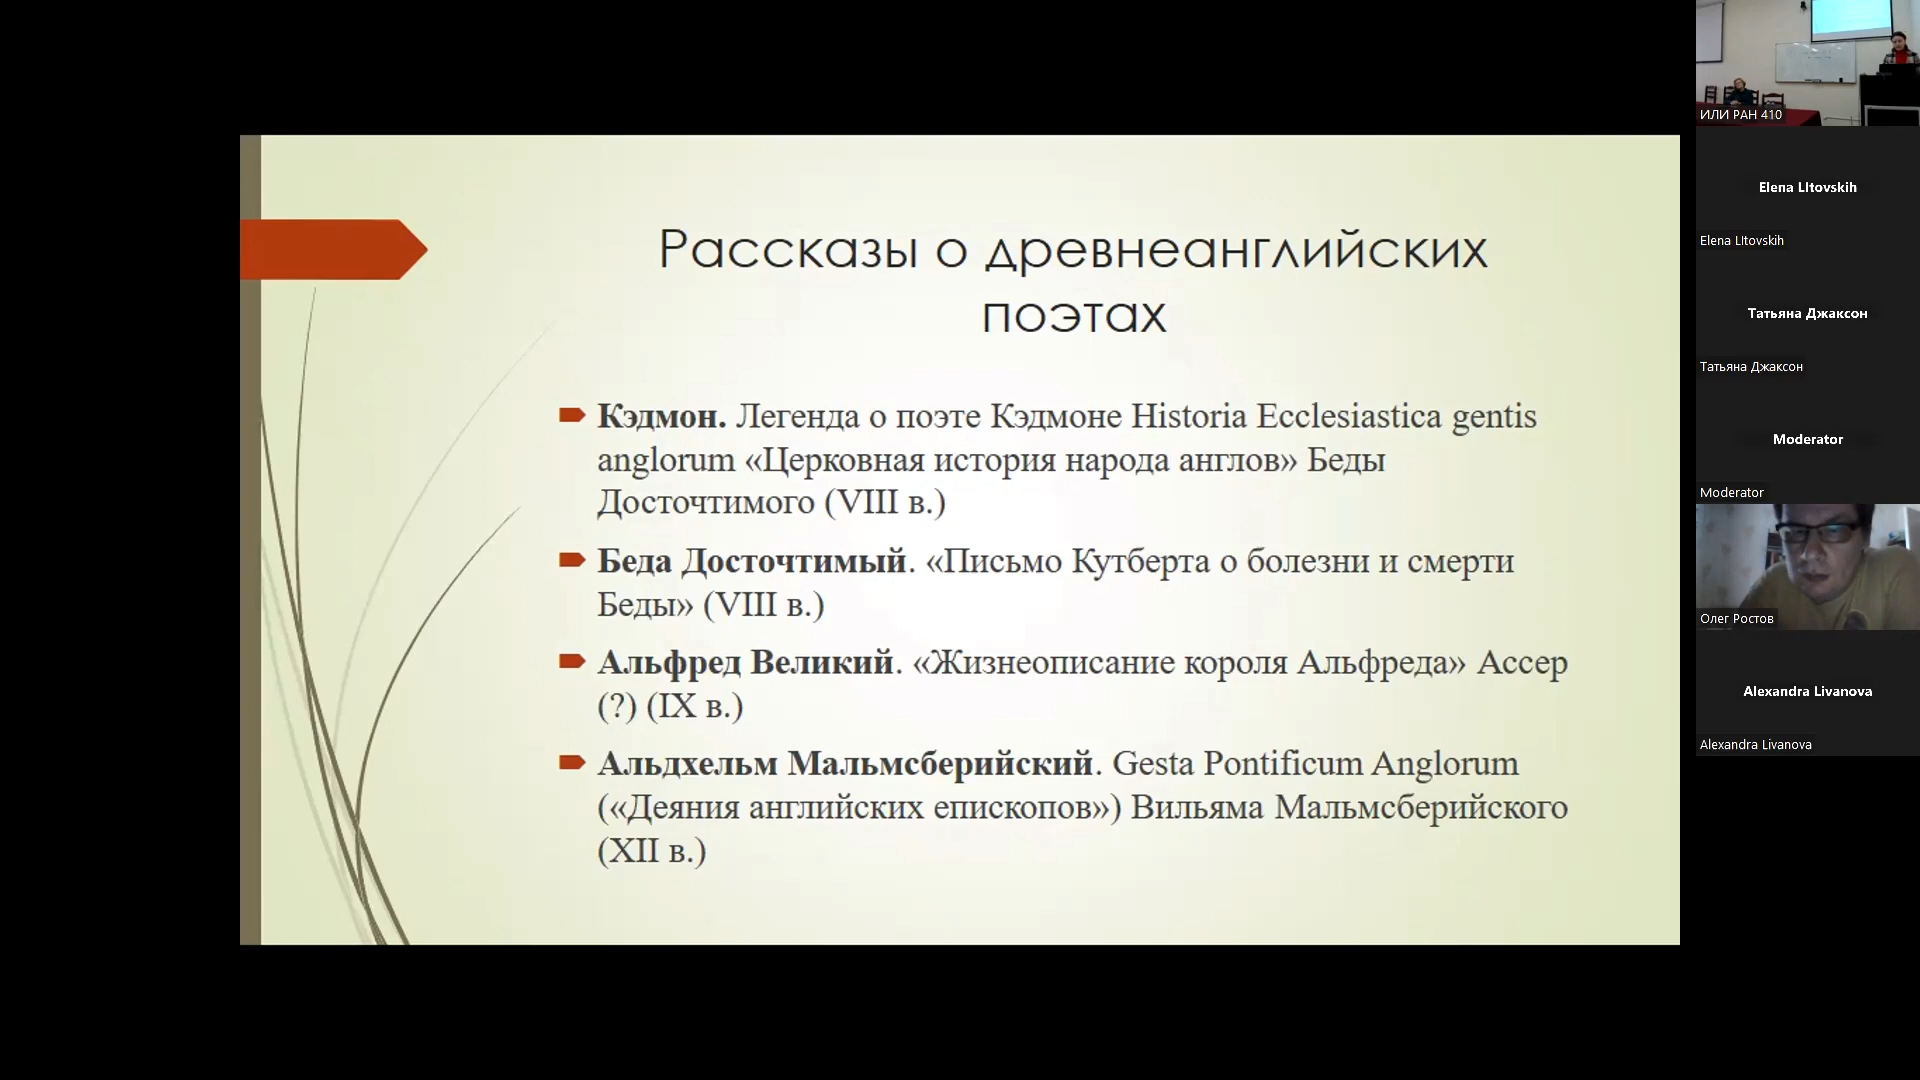 Рассказы о древнеанглийских
поэтах
Кэдмон. Легенда о поэте Кэдмоне Historia Ecclesiastica gentis
anglorum «Церковная история народа англов» Беды
Досточтимого (VIII в.)
Беда Досточтимый. «Письмо Кутберта о болезни и смерти
Беды» (VIII в.)
Альфред Великий. «Жизнеописание короля Альфреда» Ассер
(?) (IX в.)
Альдхельм Мальмсберийский. Gesta Pontificum Anglorum
(«Деяния английских епископов») Вильяма Мальмсберийского
(XII в.)
ИЛИ РАН 410
Elena LItovskih
Elena LItovskih
Татьяна Джаксон
Татьяна Джаксон
Moderator
Moderator
Олег Ростов
Alexandra Livanova
Alexandra Livanova